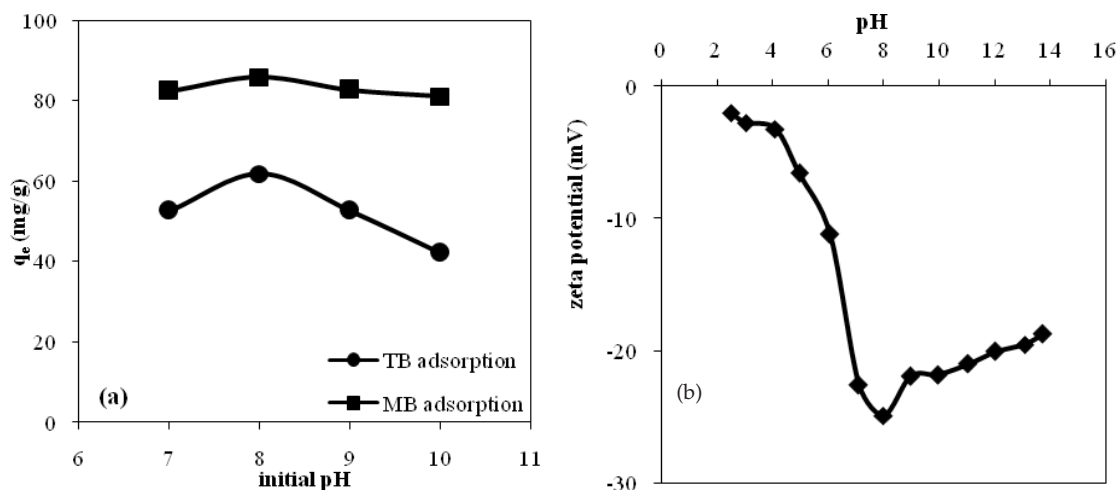 100
80
60
40
20
0
q_e (mg/g)
TB adsorption
MB adsorption
(a)
6 7 8 9 10 11
initial pH
pH
0 2 4 6 8 10 12 14 16
0
-10
-20
-30
zeta potential (mV)
(b)